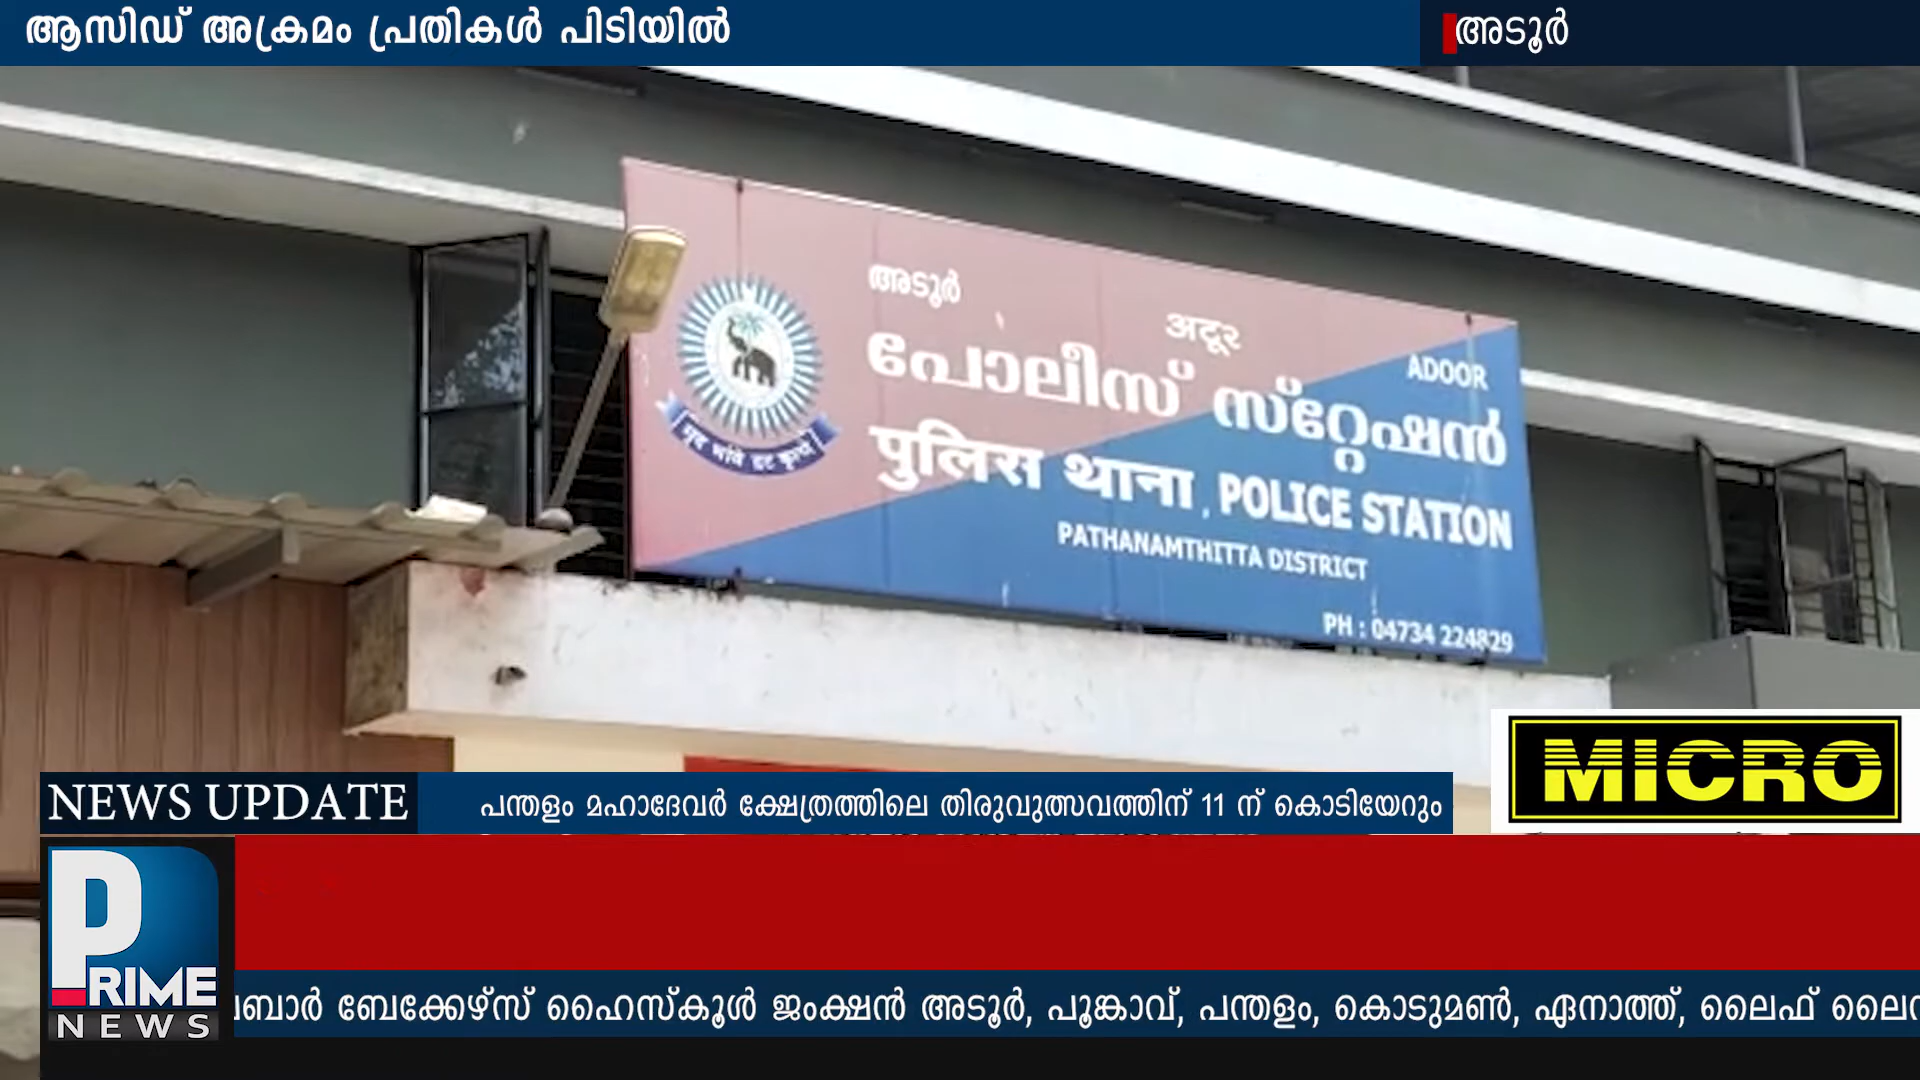 ആസിഡ് അക്രമം പ്രതികൾ പിടിയിൽ
അടൂർ
അടൂർ
अटूर
ADOOR
പോലീസ് സ്റ്റേഷൻ
पुलिस थाना, POLICE STATION
PATHANAMTHITTA DISTRICT
PH : 04734 224829
MICRO
NEWS UPDATE
പന്തളം മഹാദേവർ ക്ഷേത്രത്തിലെ തിരുവുത്സവത്തിന് 11 ന് കൊടിയേറും
PRIME
NEWS
ബേക്കേഴ്സ് ഹൈസ്കൂൾ ജംക്ഷൻ അടൂർ, പൂങ്കാവ്, പന്തളം, കൊടുമൺ, ഏനാത്ത്, ലൈഫ്